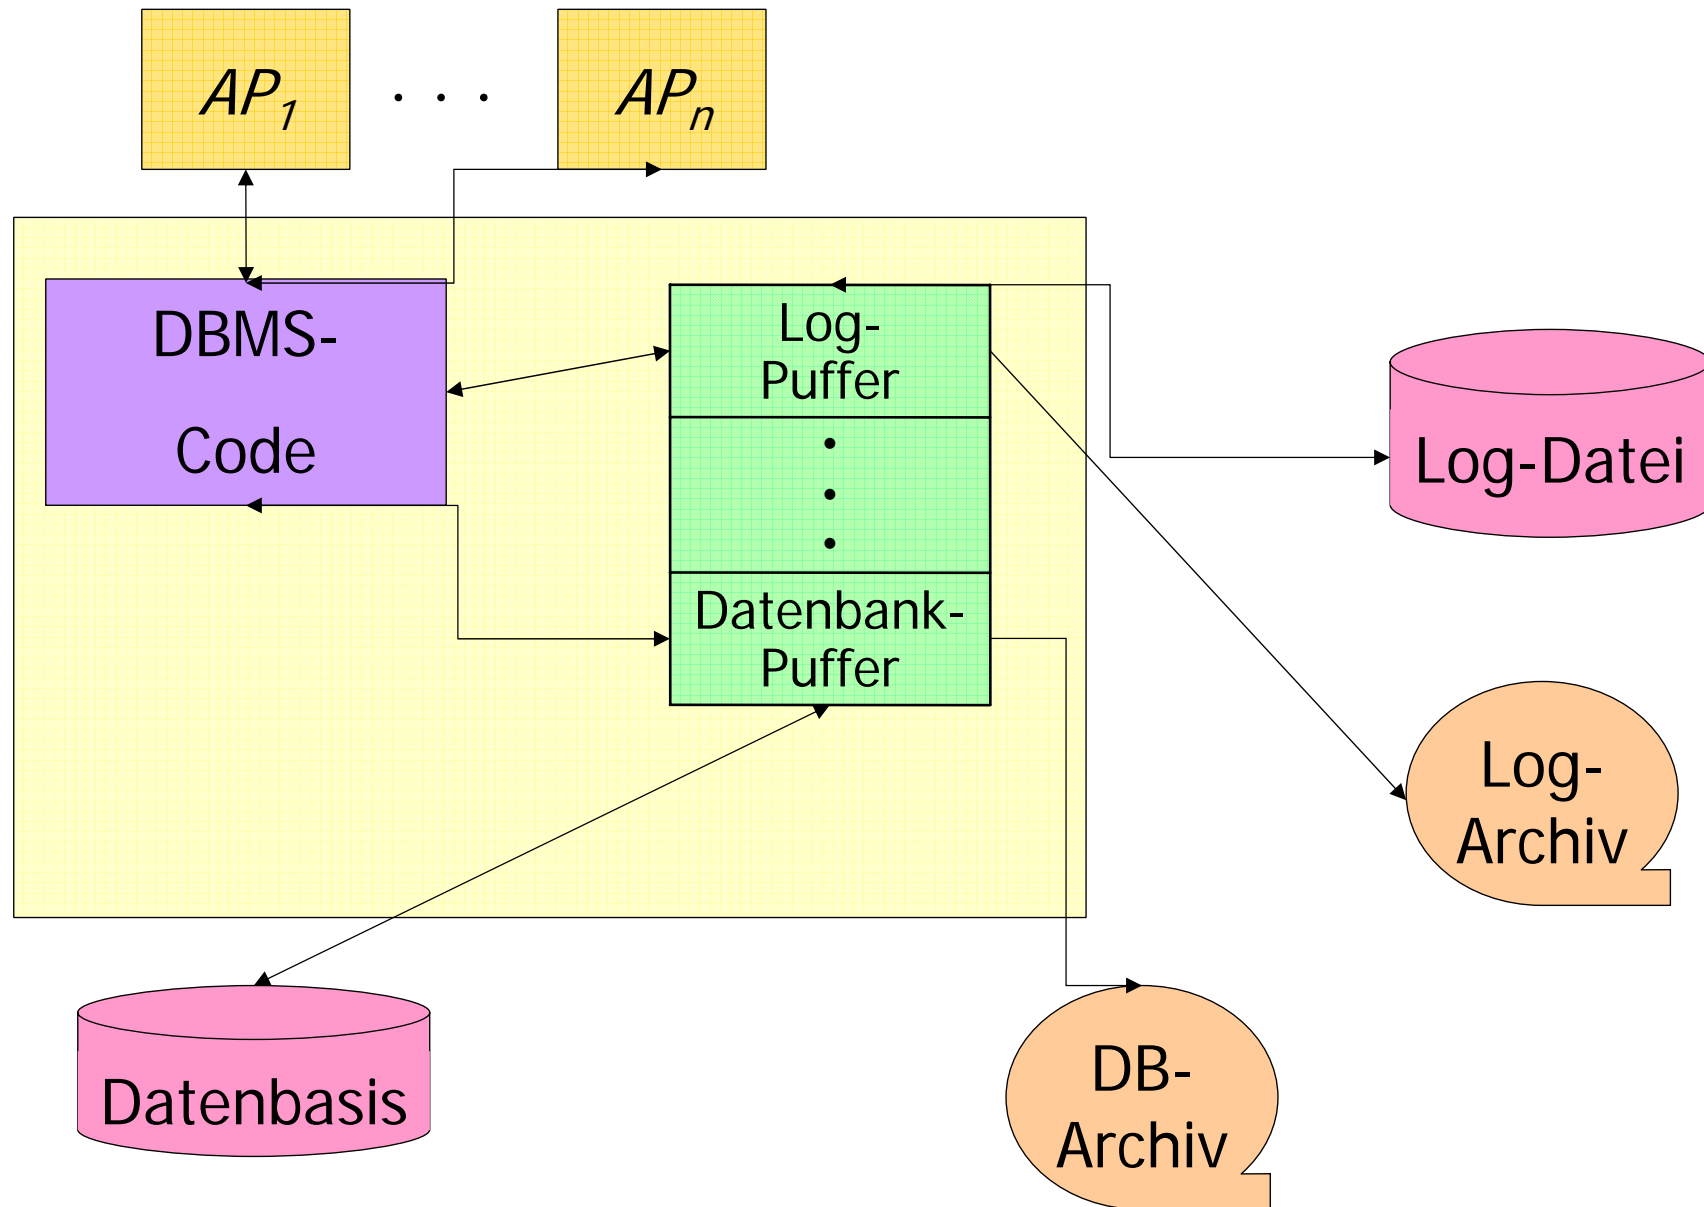 AP1 . . . APn
DBMS-
Code
Log-
Puffer
Datenbank-
Puffer
Log-Datei
Log-
Archiv
Datenbasis
DB-
Archiv